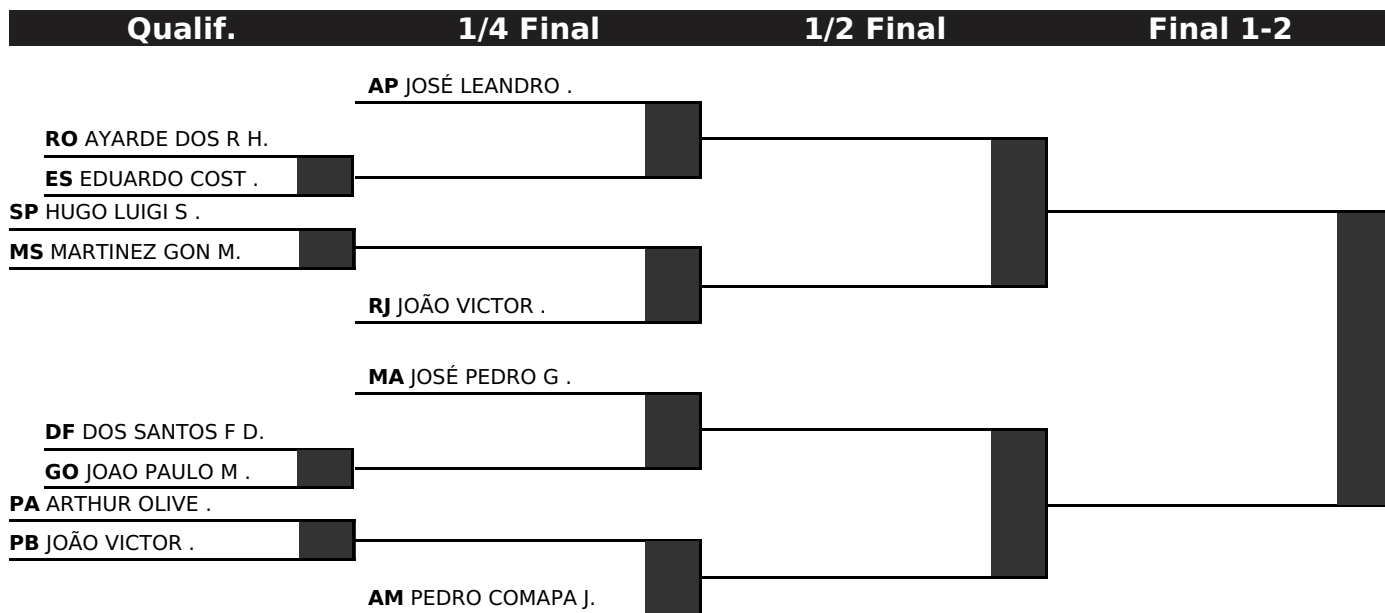 Qualif. 1/4 Final 1/2 Final Final 1-2
AP JOSÉ LEANDRO .
RO AYARDE DOS R H.
ES EDUARDO COST .
SP HUGO LUIGI S .
MS MARTINEZ GON M.
RJ JOÃO VICTOR .
MA JOSÉ PEDRO G .
DF DOS SANTOS F D.
GO JOAO PAULO M .
PA ARTHUR OLIVE .
PB JOÃO VICTOR .
AM PEDRO COMAPA J.